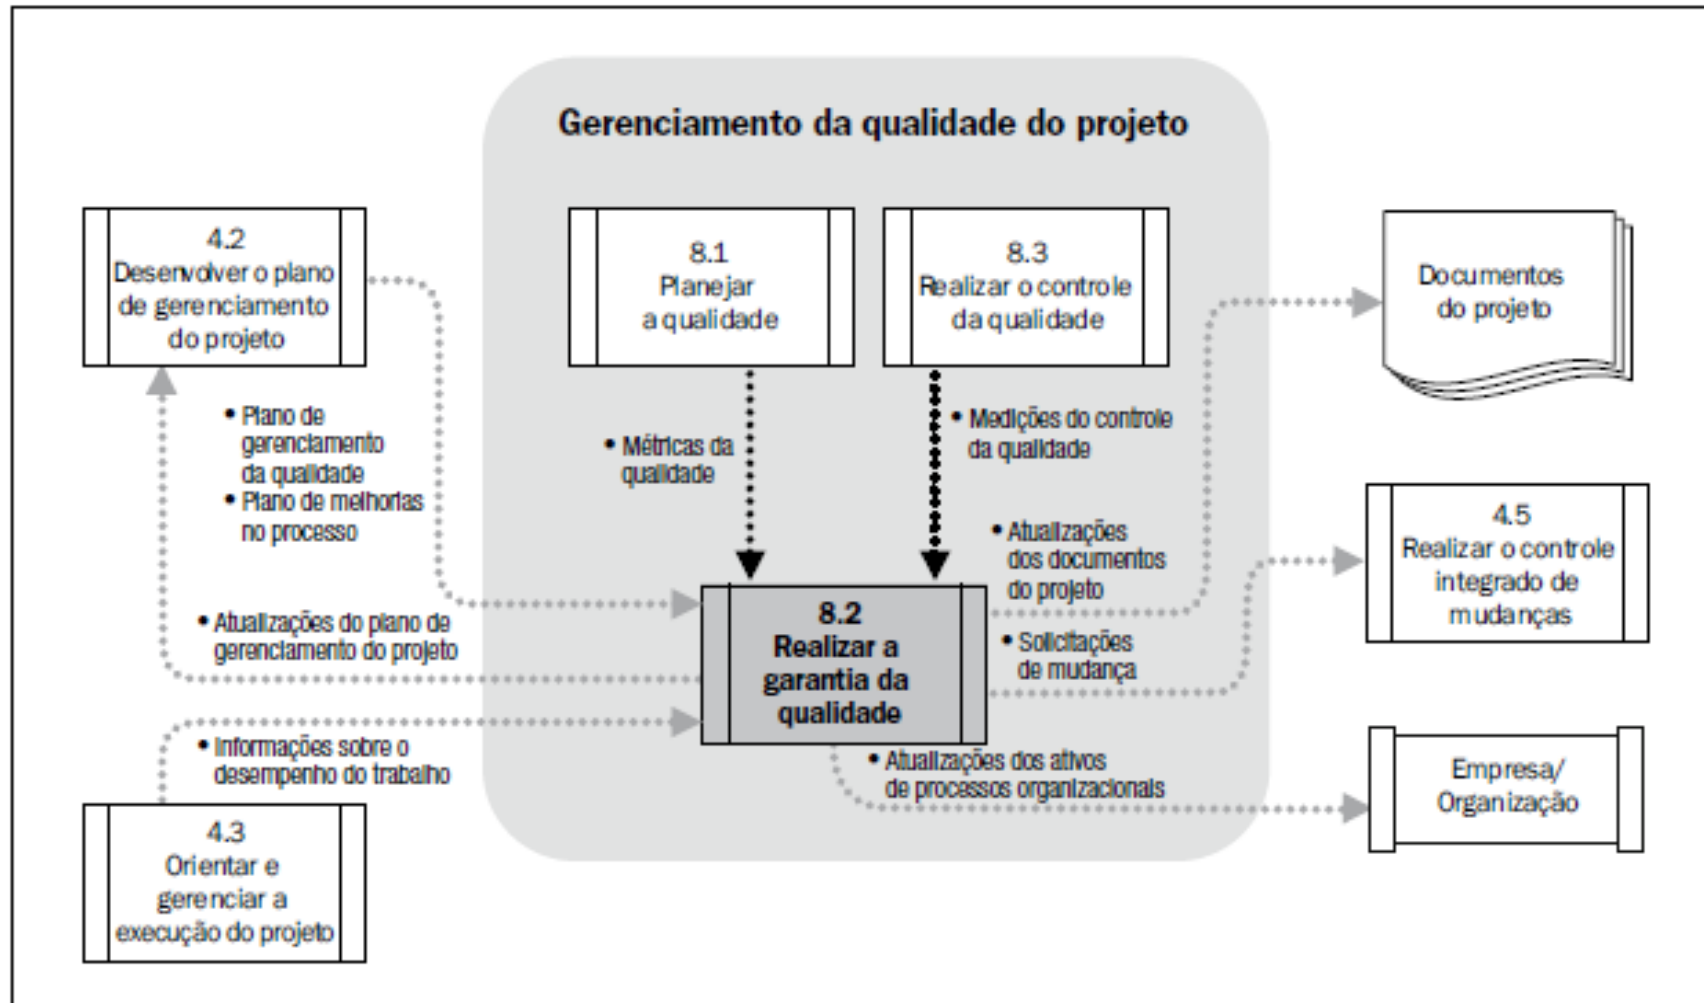 Gerenciamento da qualidade do projeto
4.2
Desenvolver o plano
de gerenciamento
do projeto
8.1
Planejar
a qualidade
8.3
Realizar o controle
da qualidade
Documentos
do projeto
• Plano de
gerenciamento
da qualidade
• Plano de melhorias
no processo
• Métricas da
qualidade
• Medições do controle
da qualidade
• Atualizações
dos documentos
do projeto
4.5
Realizar o controle
integrado de
mudanças
• Atualizações do plano de
gerenciamento do projeto
8.2
Realizar a
garantia da
qualidade
• Solicitações
de mudança
• Informações sobre o
desempenho do trabalho
• Atualizações dos ativos
de processos organizacionais
Empresa/
Organização
4.3
Orientar e
gerenciar a
execução do projeto